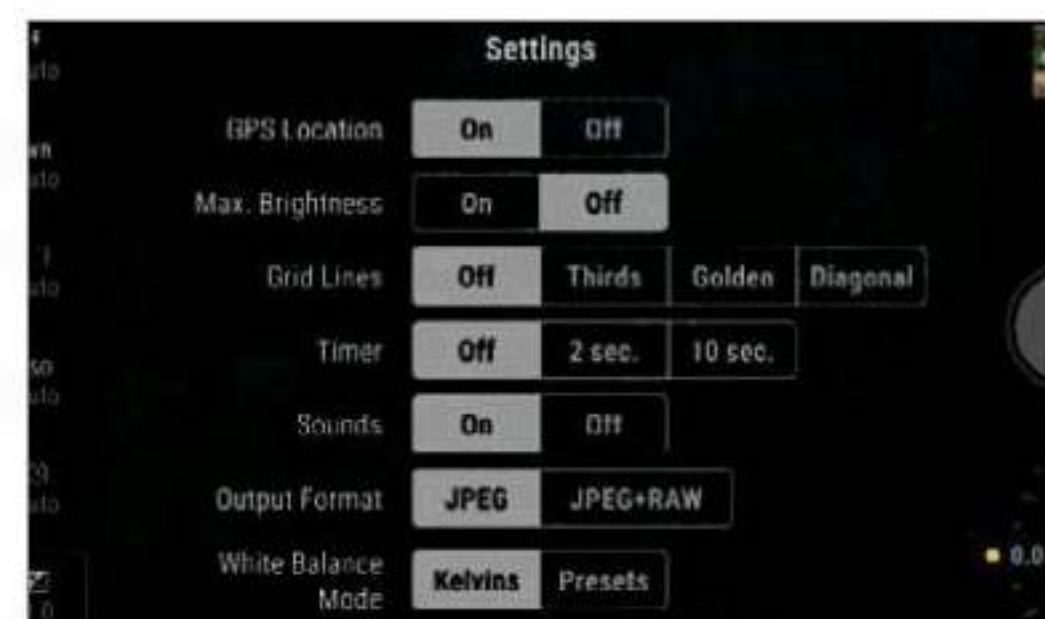 Settings
GPS Location On Off
Max. Brightness On Off
Grid Lines Off Thirds Golden Diagonal
Timer Off 2 sec. 10 sec.
Sounds On Off
Output Format JPEG JPEG+RAW
White Balance Mode Kelvins Presets
0.0